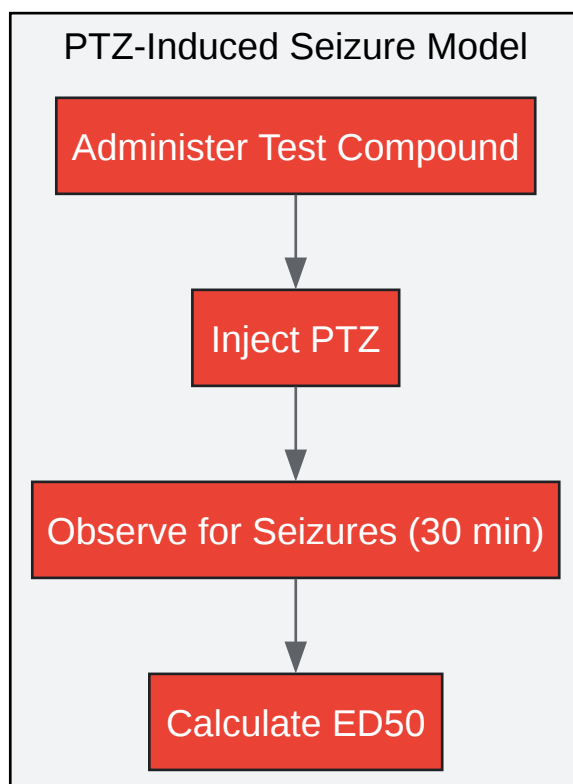 PTZ-Induced Seizure Model
Administer Test Compound
Inject PTZ
Observe for Seizures (30 min)
Calculate ED50